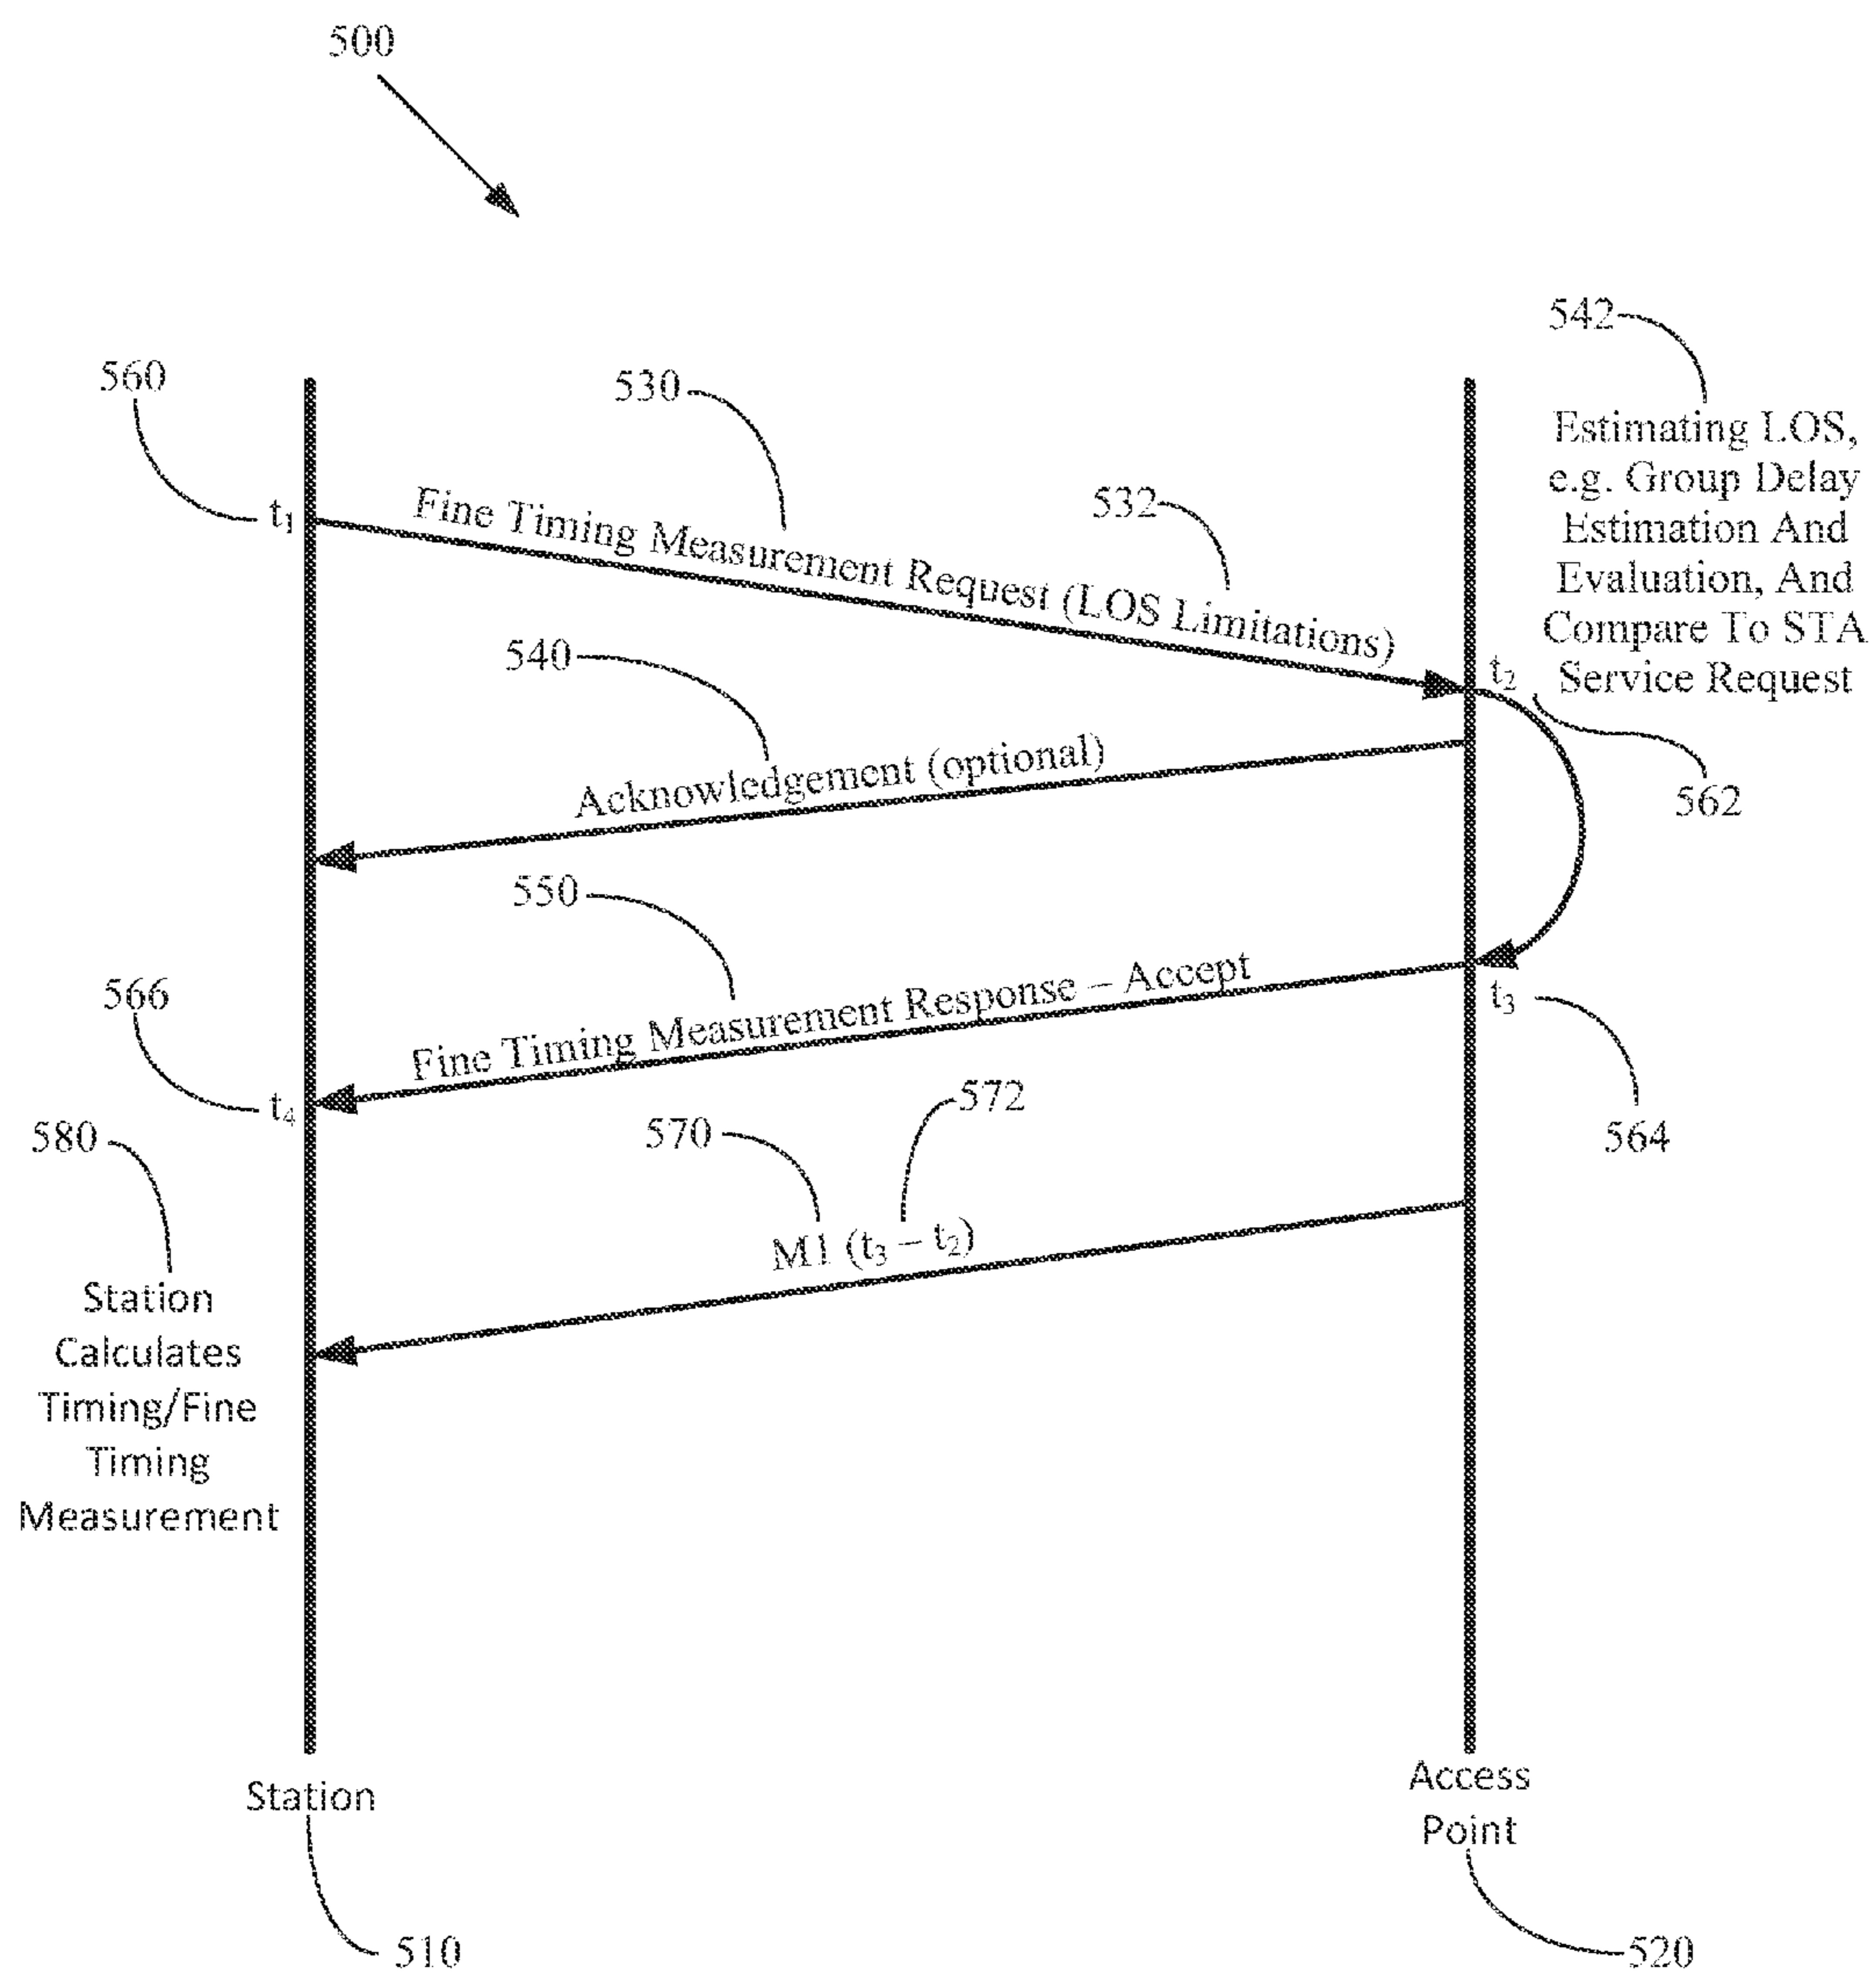 500
542
560
530
Estimating LOS,
e.g. Group Delay
Estimation And
Evaluation, And
Compare To STA
Service Request
532
t1
Fine Timing Measurement Request (LOS Limitations)
540
t2
Acknowledgement (optional)
562
550
566
Fine Timing Measurement Response – Accept
t3
t4
572
580
570
564
M1 (t3 – t2)
Station
Calculates
Timing/Fine
Timing
Measurement
Station
Access
Point
510
520